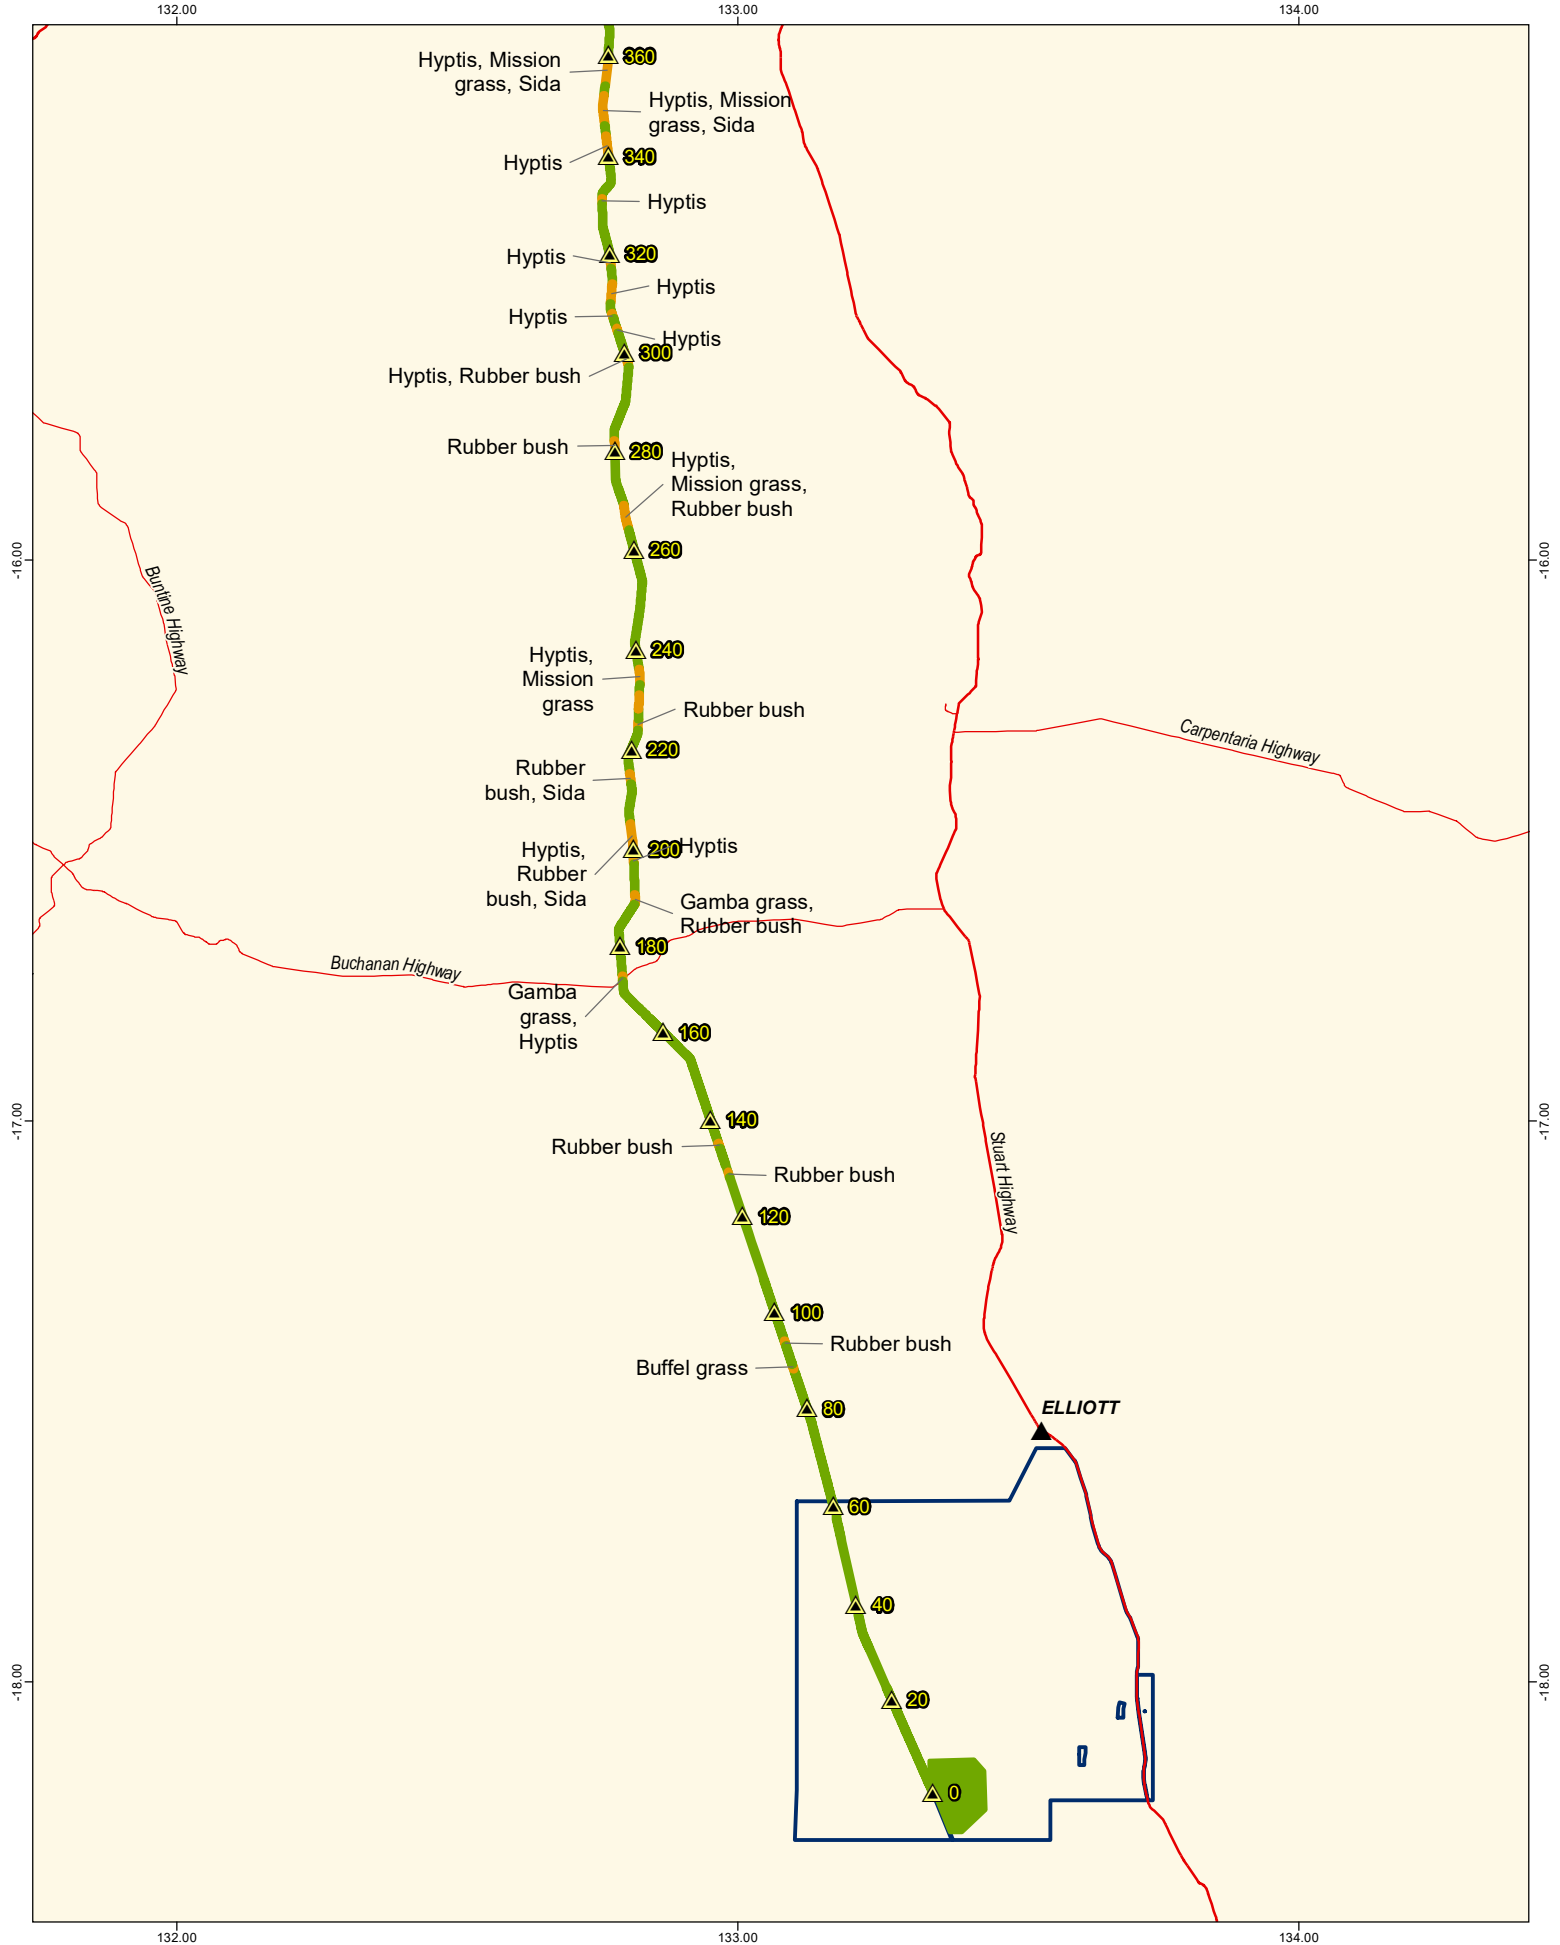 132.00
133.00
134.00
360
Hyptis, Mission
grass, Sida
Hyptis, Mission
grass, Sida
Hyptis
340
Hyptis
320
Hyptis
Hyptis
Hyptis
Hyptis
300
Hyptis, Rubber bush
Rubber bush
280
Hyptis,
Mission grass,
Rubber bush
260
-16.00
-16.00
Buntine Highway
240
Hyptis,
Mission
grass
Rubber bush
220
Carpentaria Highway
Rubber
bush, Sida
200
Hyptis
Hyptis,
Rubber
bush, Sida
Gamba grass,
Rubber bush
180
Buchanan Highway
Gamba
grass,
Hyptis
160
-17.00
-17.00
140
Rubber bush
Rubber bush
Stuart Highway
120
100
Rubber bush
Buffel grass
80
ELLIOTT
60
40
-18.00
-18.00
20
0
132.00
133.00
134.00